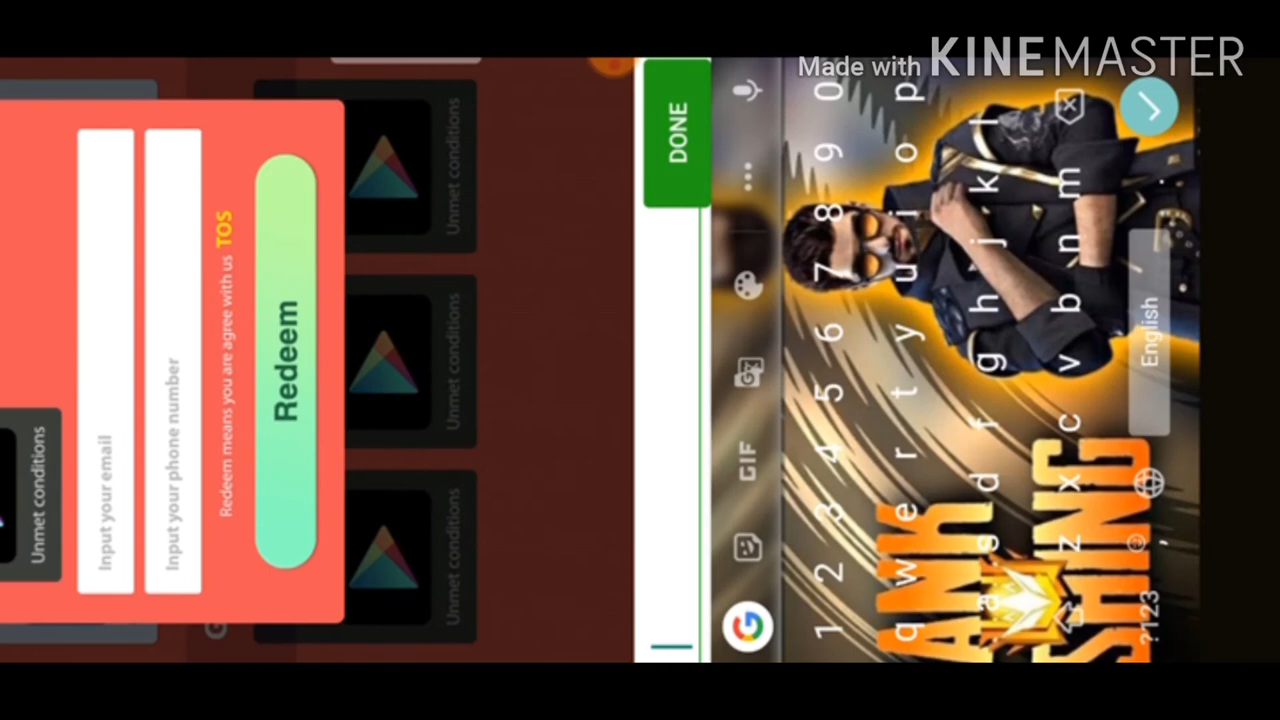 Made with KINEMASTER
Unmet conditions
Input your email
Input your phone number
Redeem means you are agree with us TOS
Redeem
Unmet conditions
Unmet conditions
Unmet conditions
DONE
GIF
1 2 3 4 5 6 7 8 9 0
q w e r t y u i o p
a s d f g h j k l
z x c v b n m
?123 , English .
ANK
SHING